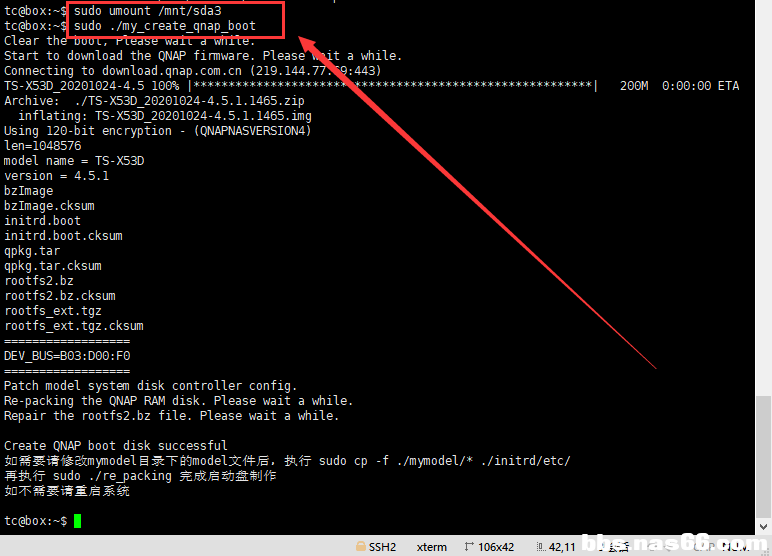 tc@box:~$ sudo umount /mnt/sda3
tc@box:~$ sudo ./my_create_qnap_boot
Clear the boot, Please wait a while.
Start to download the QNAP firmware. Please wait a while.
Connecting to download.qnap.com.cn (219.144.77. :443)
TS-X53D_20201024-4.5 100% |*********************************************************| 200M 0:00:00 ETA
Archive: ./TS-X53D_20201024-4.5.1.1465.zip
inflating: TS-X53D_20201024-4.5.1.1465.img
Using 120-bit encryption - (QNAPNASVERSION4)
len=1048576
model name = TS-X53D
version = 4.5.1
bzImage
bzImage.cksum
initrd.boot
initrd.boot.cksum
qpkg.tar
qpkg.tar.cksum
rootfs2.bz
rootfs2.bz.cksum
rootfs_ext.tgz
rootfs_ext.tgz.cksum
==================
DEV_BUS=B03:D00:F0
==================
Patch model system disk controller config.
Re-packing the QNAP RAM disk. Please wait a while.
Repair the rootfs2.bz file. Please wait a while.
Create QNAP boot disk successful
如需要请修改mymodel目录下的model文件后, 执行 sudo cp -f ./mymodel/* ./initrd/etc/
再执行 sudo ./re_packing 完成启动盘制作
如不需要请重启系统
tc@box:~$
SSH2 xterm 106x42 42,11
bbs.nas66.com